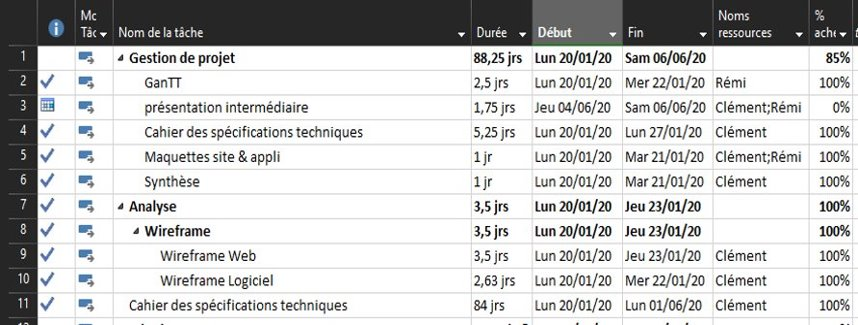 Mo Tâc Nom de la tâche Durée Début Fin Noms ressources % ache
1 Gestion de projet 88,25 jrs Lun 20/01/20 Sam 06/06/20 85%
2 GanTT 2,5 jrs Lun 20/01/20 Mer 22/01/20 Rémi 100%
3 présentation intermédiaire 1,75 jrs Jeu 04/06/20 Sam 06/06/20 Clément;Rémi 0%
4 Cahier des spécifications techniques 5,25 jrs Lun 20/01/20 Lun 27/01/20 Clément 100%
5 Maquettes site & appli 1 jr Lun 20/01/20 Mar 21/01/20 Clément;Rémi 100%
6 Synthèse 1 jr Lun 20/01/20 Mar 21/01/20 Clément 100%
7 Analyse 3,5 jrs Lun 20/01/20 Jeu 23/01/20 100%
8 Wireframe 3,5 jrs Lun 20/01/20 Jeu 23/01/20 100%
9 Wireframe Web 3,5 jrs Lun 20/01/20 Jeu 23/01/20 Clément 100%
10 Wireframe Logiciel 2,63 jrs Lun 20/01/20 Mer 22/01/20 Clément 100%
11 Cahier des spécifications techniques 84 jrs Lun 20/01/20 Lun 01/06/20 Clément 100%